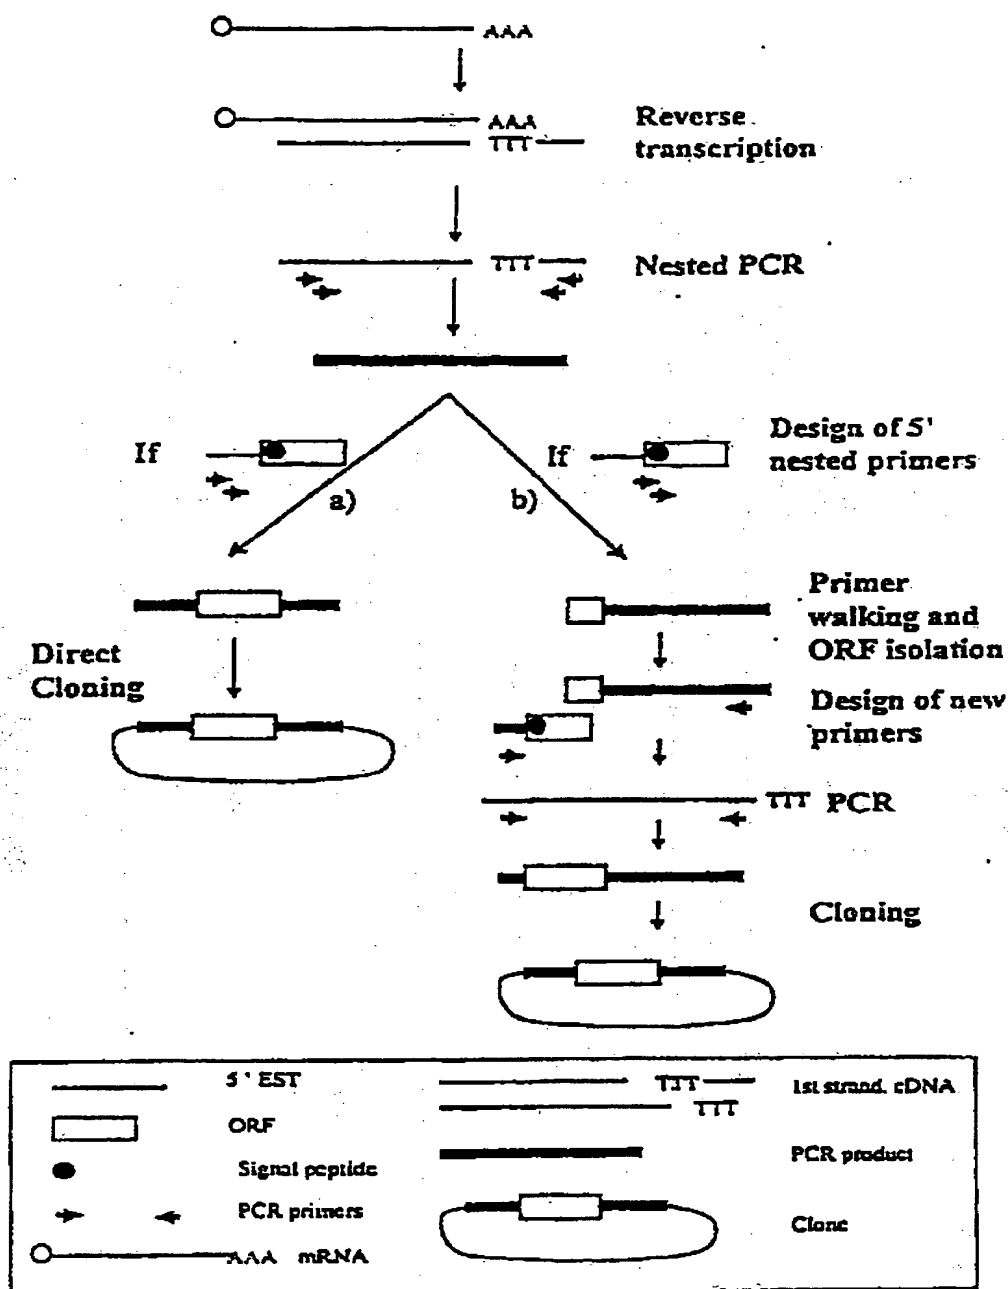 AAA
AAA
TTT
Reverse
transcription
TTT
Nested PCR
If
a)
If
b)
Design of 5'
nested primers
Direct
Cloning
Primer
walking and
ORF isolation
Design of new
primers
TTT PCR
Cloning
5' EST
ORF
Signal peptide
PCR primers
AAA mRNA
TTT
TTT
1st strand. cDNA
PCR product
Clone